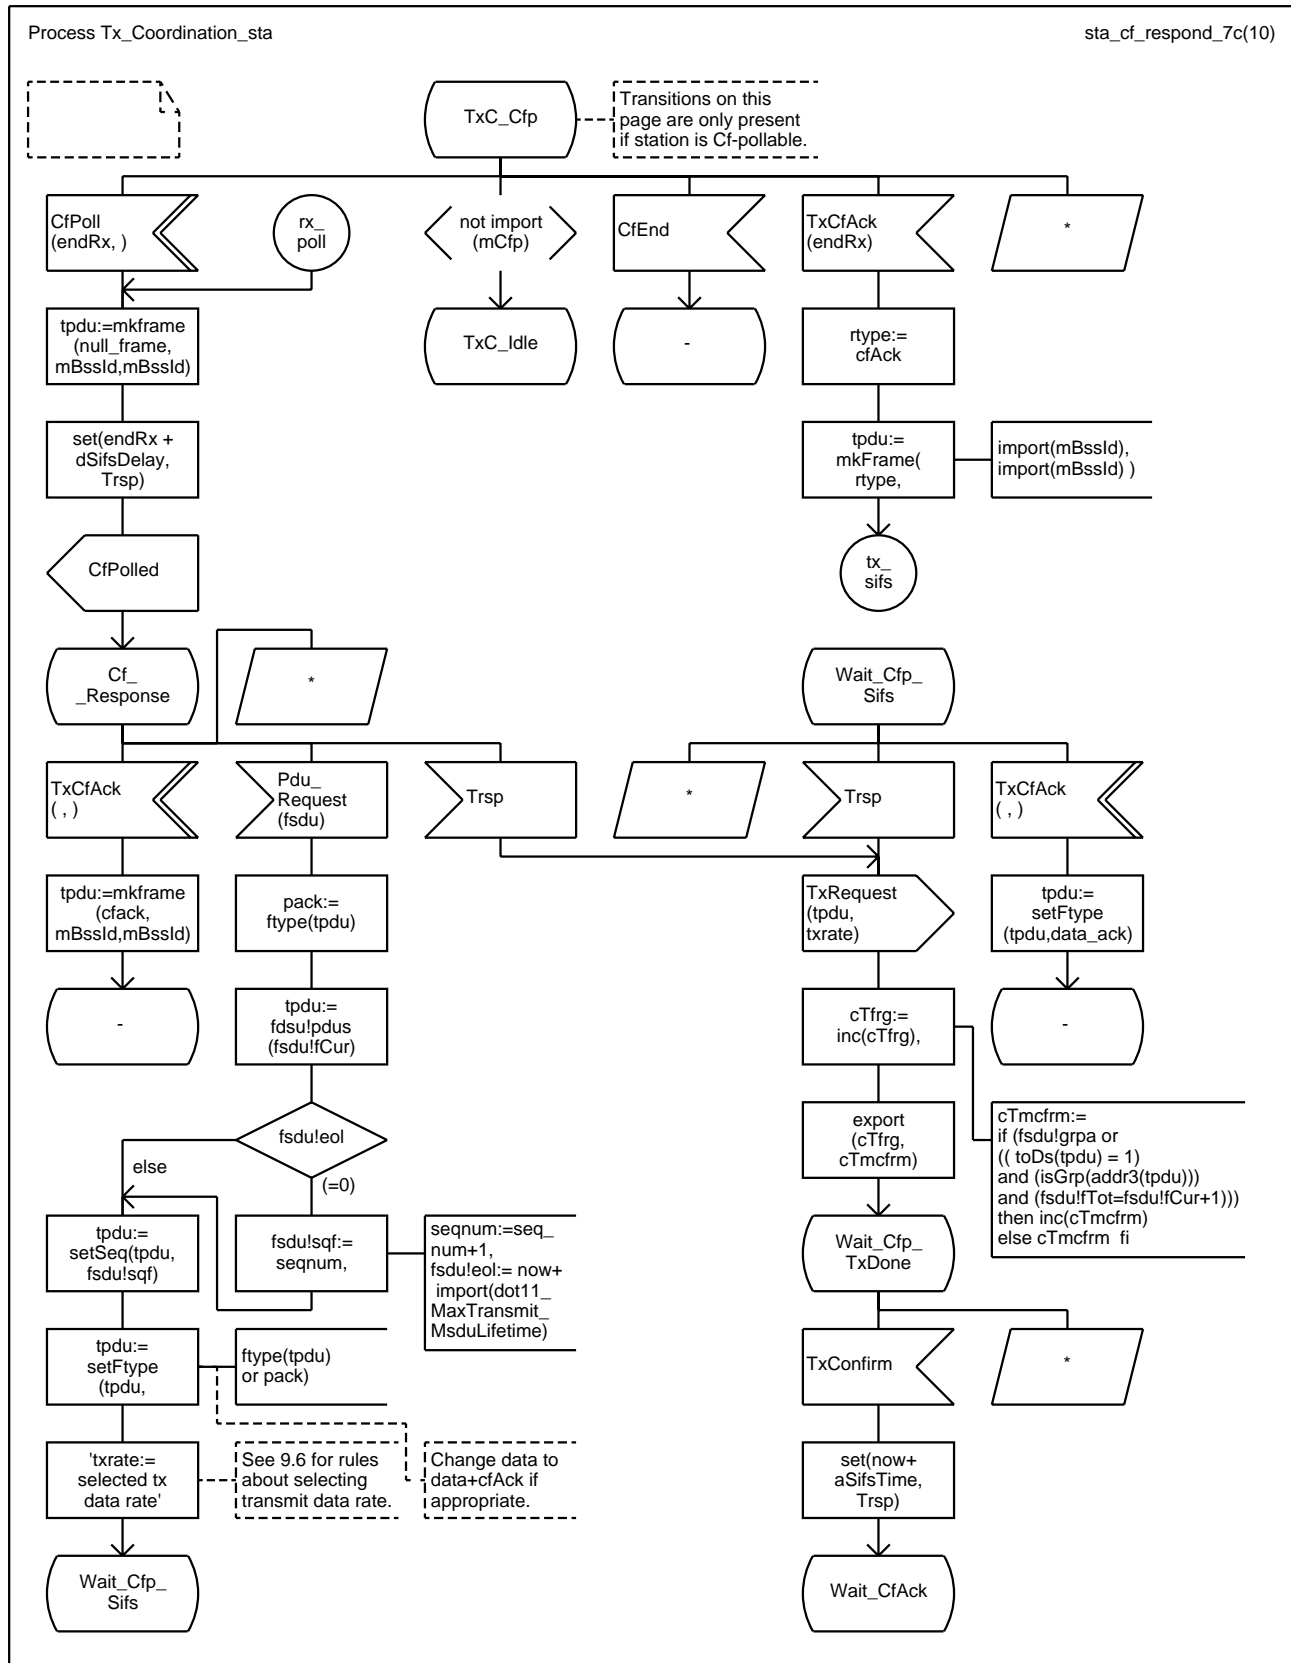 Process Tx_Coordination_sta
sta_cf_respond_7c(10)
TxC_Cfp
Transitions on this
page are only present
if station is Cf-pollable.
CfPoll
(endRx, )
rx_
poll
not import
(mCfp)
CfEnd
TxCfAck
(endRx)
*
tpdu:=mkframe
(null_frame,
mBssId,mBssId)
TxC_Idle
-
rtype:=
cfAck
set(endRx +
dSifsDelay,
Trsp)
tpdu:=
mkFrame(
rtype,
import(mBssId),
import(mBssId) )
CfPolled
tx_
sifs
Cf_
_Response
*
Wait_Cfp_
Sifs
TxCfAck
( , )
Pdu_
Request
(fsdu)
Trsp
*
Trsp
TxCfAck
( , )
tpdu:=mkframe
(cfack,
mBssId,mBssId)
pack:=
ftype(tpdu)
TxRequest
(tpdu,
txrate)
tpdu:=
setFtype
(tpdu,data_ack)
-
tpdu:=
fdsu!pdus
(fsdu!fCur)
cTfrg:=
inc(cTfrg),
-
fsdu!eol
else
(=0)
export
(cTfrg,
cTmcfrm)
cTmcfrm:=
if (fsdu!grpa or
(( toDs(tpdu) = 1)
and (isGrp(addr3(tpdu)))
and (fsdu!fTot=fsdu!fCur+1)))
then inc(cTmcfrm)
else cTmcfrm fi
tpdu:=
setSeq(tpdu,
fsdu!sqf)
fsdu!sqf:=
seqnum,
seqnum:=seq_
num+1,
fsdu!eol:= now+
import(dot11_
MaxTransmit_
MsduLifetime)
Wait_Cfp_
TxDone
tpdu:=
setFtype
(tpdu,
ftype(tpdu)
or pack)
TxConfirm
*
'txrate:=
selected tx
data rate'
See 9.6 for rules
about selecting
transmit data rate.
Change data to
data+cfAck if
appropriate.
set(now+
aSifsTime,
Trsp)
Wait_Cfp_
Sifs
Wait_CfAck